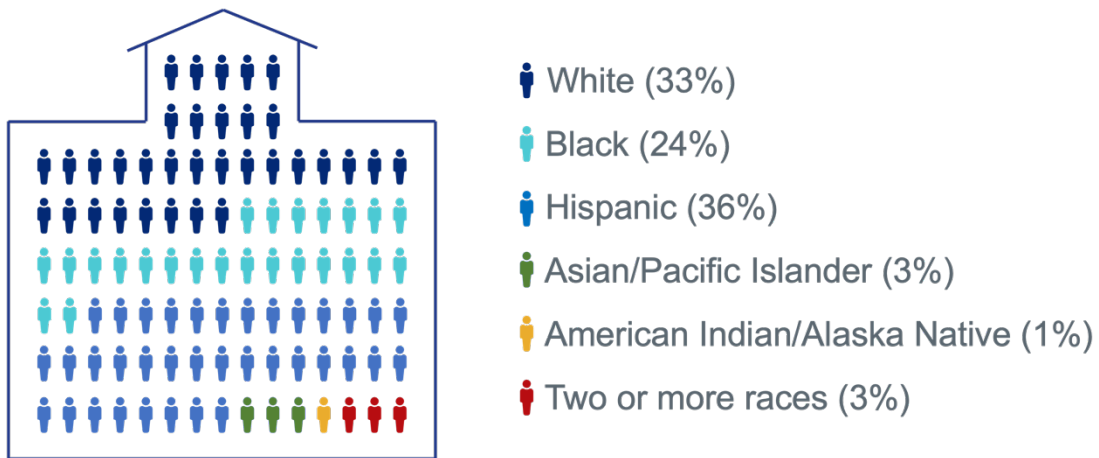 White (33%)
Black (24%)
Hispanic (36%)
Asian/Pacific Islander (3%)
American Indian/Alaska Native (1%)
Two or more races (3%)